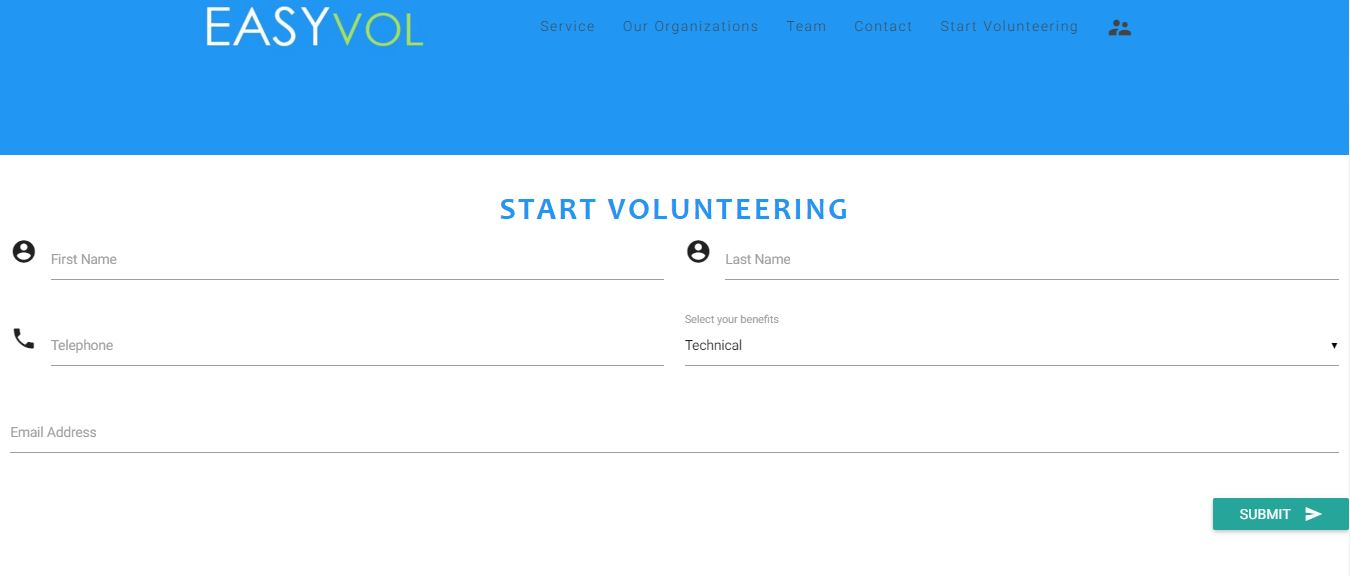 EASYVOL Service Our Organizations Team Contact Start Volunteering
START VOLUNTEERING
First Name Last Name
Select your benefits
Telephone Technical
Email Address
SUBMIT